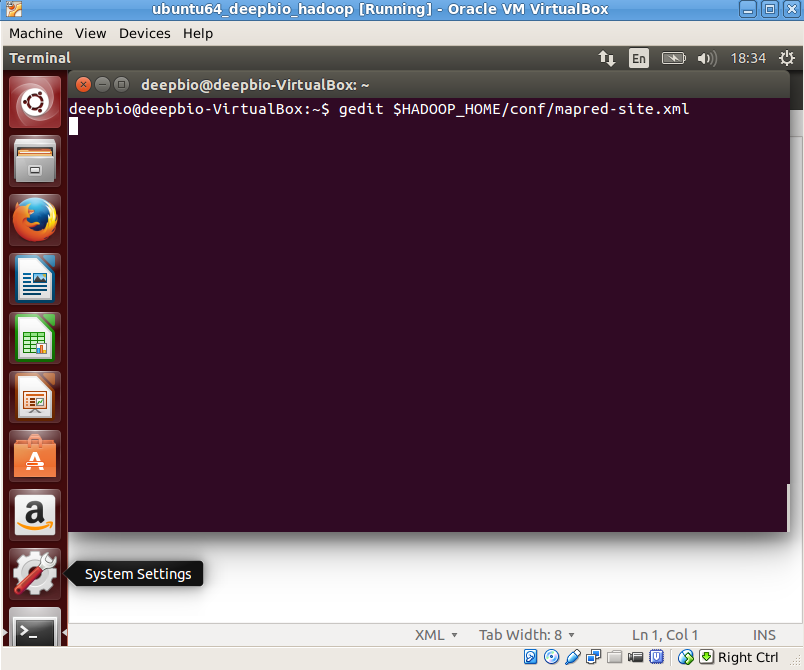 ubuntu64_deepbio_hadoop [Running] - Oracle VM VirtualBox
Machine View Devices Help
Terminal En 18:34
deepbio@deepbio-VirtualBox: ~
deepbio@deepbio-VirtualBox:~$ gedit $HADOOP_HOME/conf/mapred-site.xml
a
System Settings
>_
XML Tab Width: 8 Ln 1, Col 1 INS
Right Ctrl